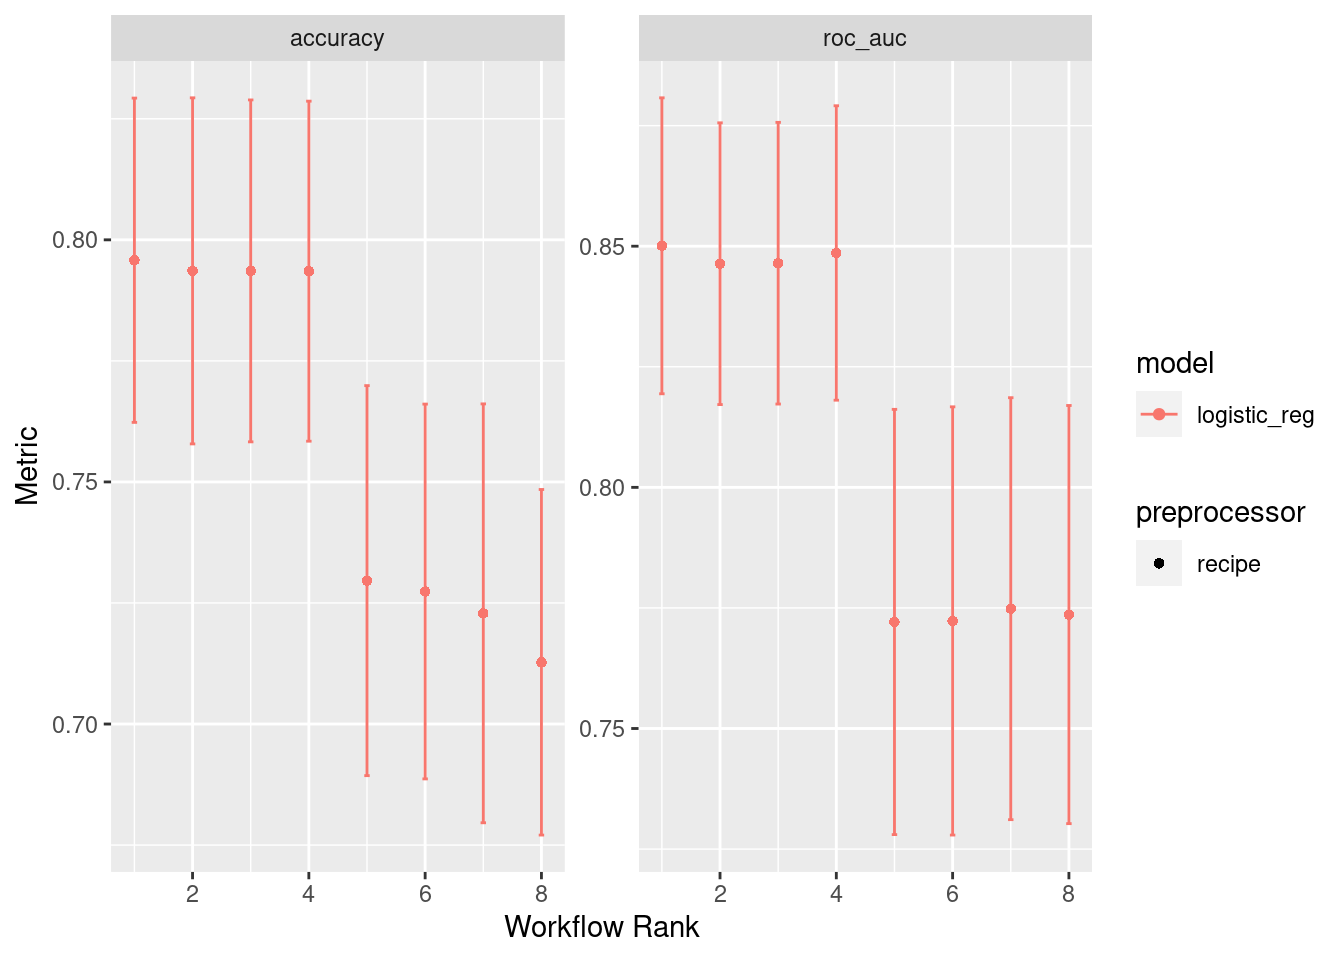 accuracy
roc_auc
Metric
0.80
0.75
0.70
0.85
0.80
0.75
2 4 6 8
2 4 6 8
Workflow Rank
model
logistic_reg
preprocessor
recipe